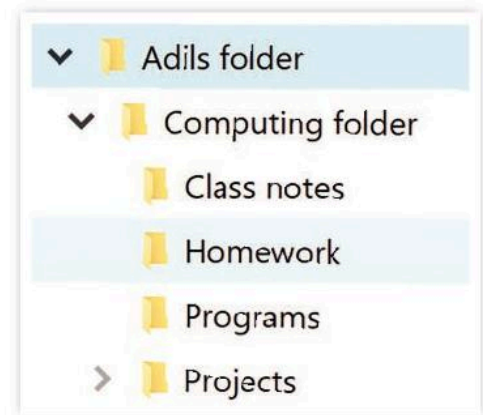 Adils folder
Computing folder
Class notes
Homework
Programs
Projects